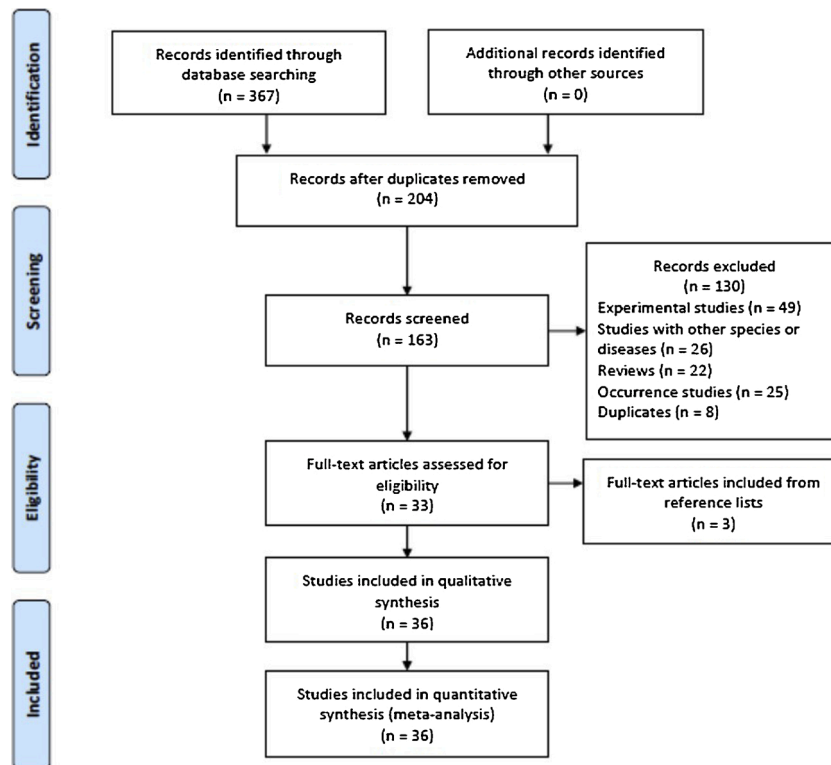 Identification
Records identified through
database searching
(n = 367)
Additional records identified
through other sources
(n = 0)
Records after duplicates removed
(n = 204)
Screening
Records screened
(n = 163)
Records excluded
(n = 130)
Experimental studies (n = 49)
Studies with other species or
diseases (n = 26)
Reviews (n = 22)
Occurrence studies (n = 25)
Duplicates (n = 8)
Eligibility
Full-text articles assessed for
eligibility
(n = 33)
Full-text articles included from
reference lists
(n = 3)
Included
Studies included in qualitative
synthesis
(n = 36)
Studies included in quantitative
synthesis (meta-analysis)
(n = 36)